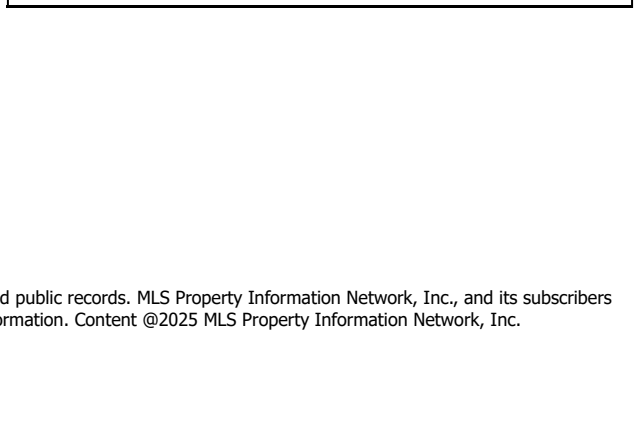 d public records. MLS Property Information Network, Inc., and its subscribers
ormation. Content @2025 MLS Property Information Network, Inc.